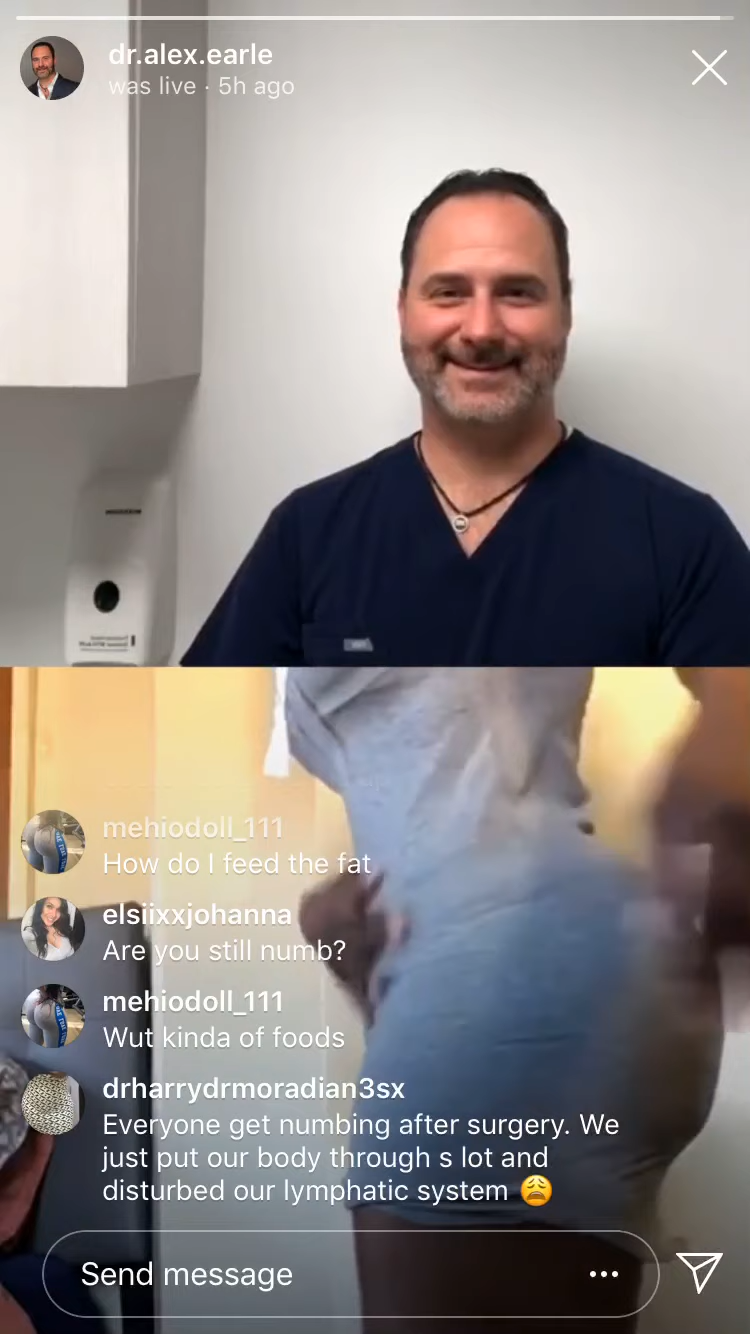 dr.alex.earle
was live · 5h ago
mehiodoll_111
How do I feed the fat
elsiixxjohanna
Are you still numb?
mehiodoll_111
Wut kinda of foods
drharrydrmoradian3sx
Everyone get numbing after surgery. We
just put our body through s lot and
disturbed our lymphatic system 😩
Send message